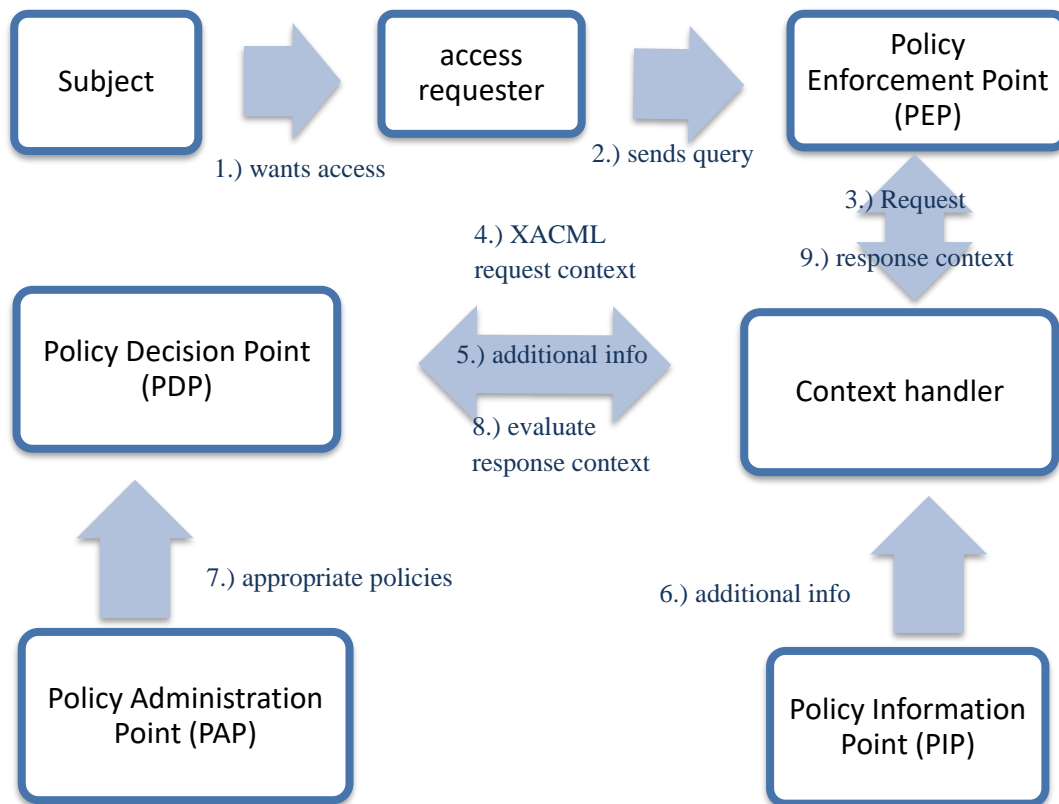 Subject
access
requester
Policy
Enforcement Point
(PEP)
1.) wants access
2.) sends query
3.) Request
9.) response context
4.) XACML
request context
Policy Decision Point
(PDP)
5.) additional info
8.) evaluate
response context
Context handler
7.) appropriate policies
6.) additional info
Policy Administration
Point (PAP)
Policy Information
Point (PIP)